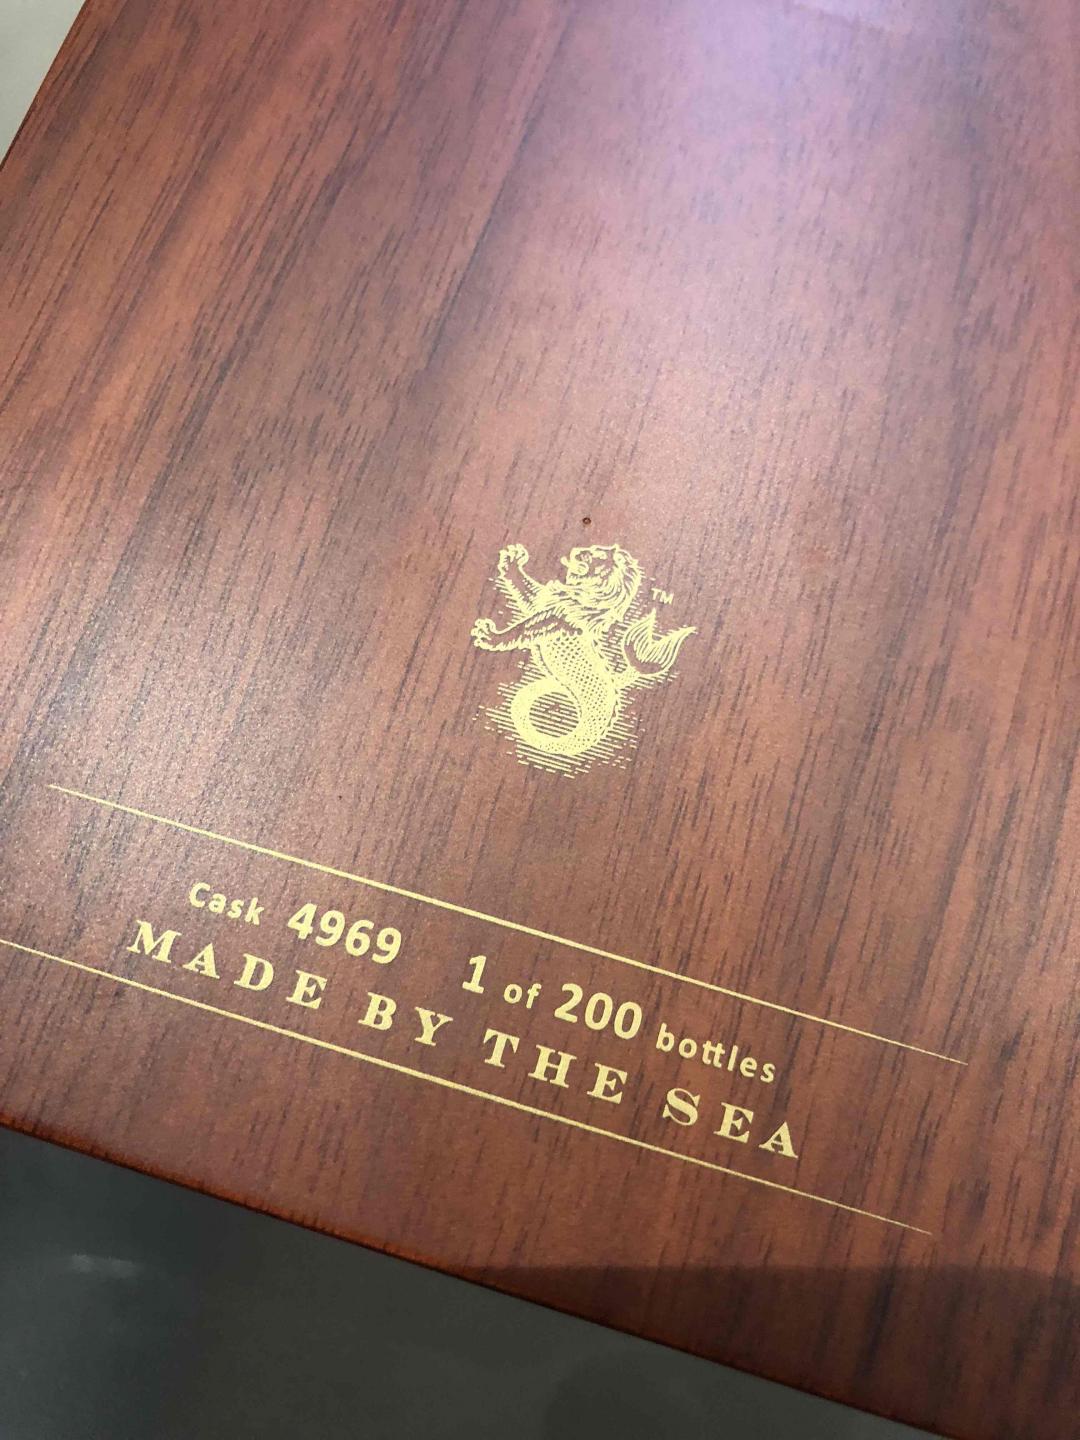 TM
Cask 4969 1 of 200 bottles
MADE BY THE SEA